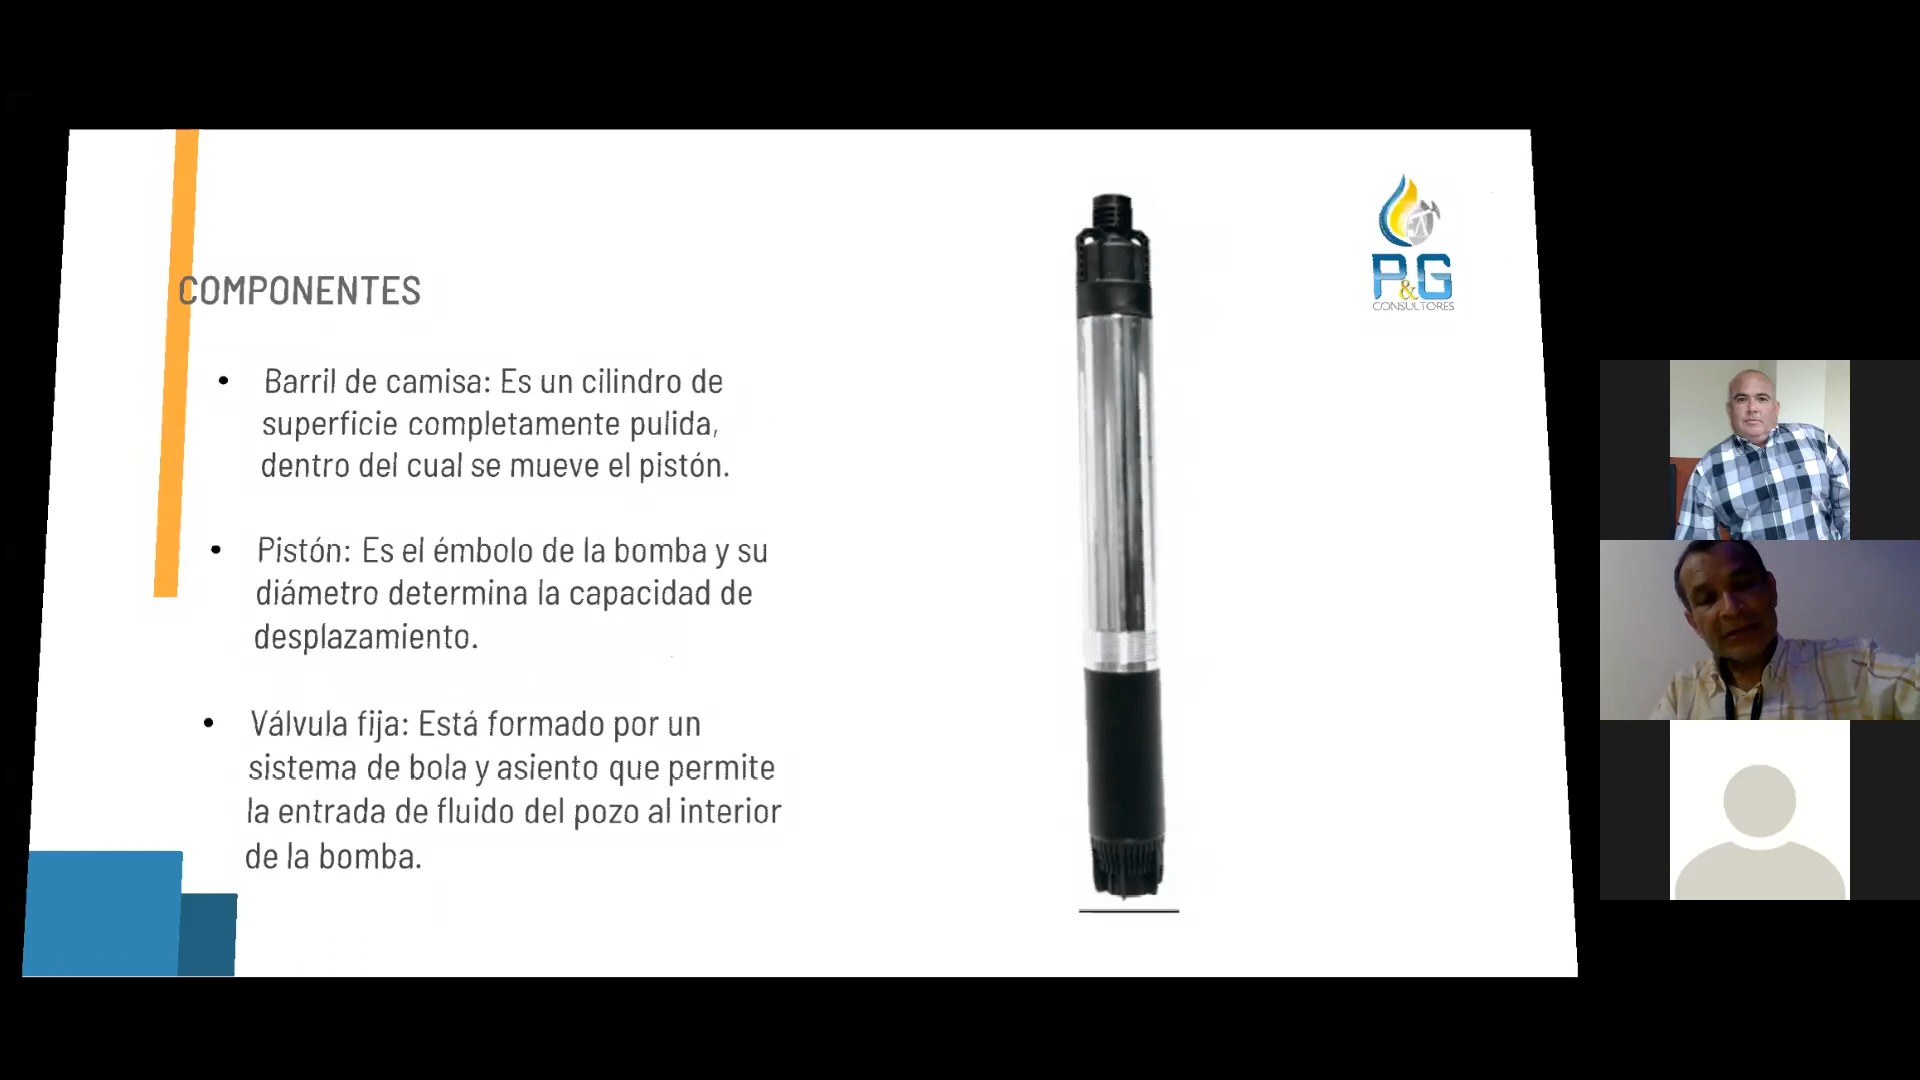 COMPONENTES
• Barril de camisa: Es un cilindro de
superficie completamente pulida,
dentro del cual se mueve el pistón.
• Pistón: Es el émbolo de la bomba y su
diámetro determina la capacidad de
desplazamiento.
• Válvula fija: Está formado por un
sistema de bola y asiento que permite
la entrada de fluido del pozo al interior
de la bomba.
P&G
CONSULTORES